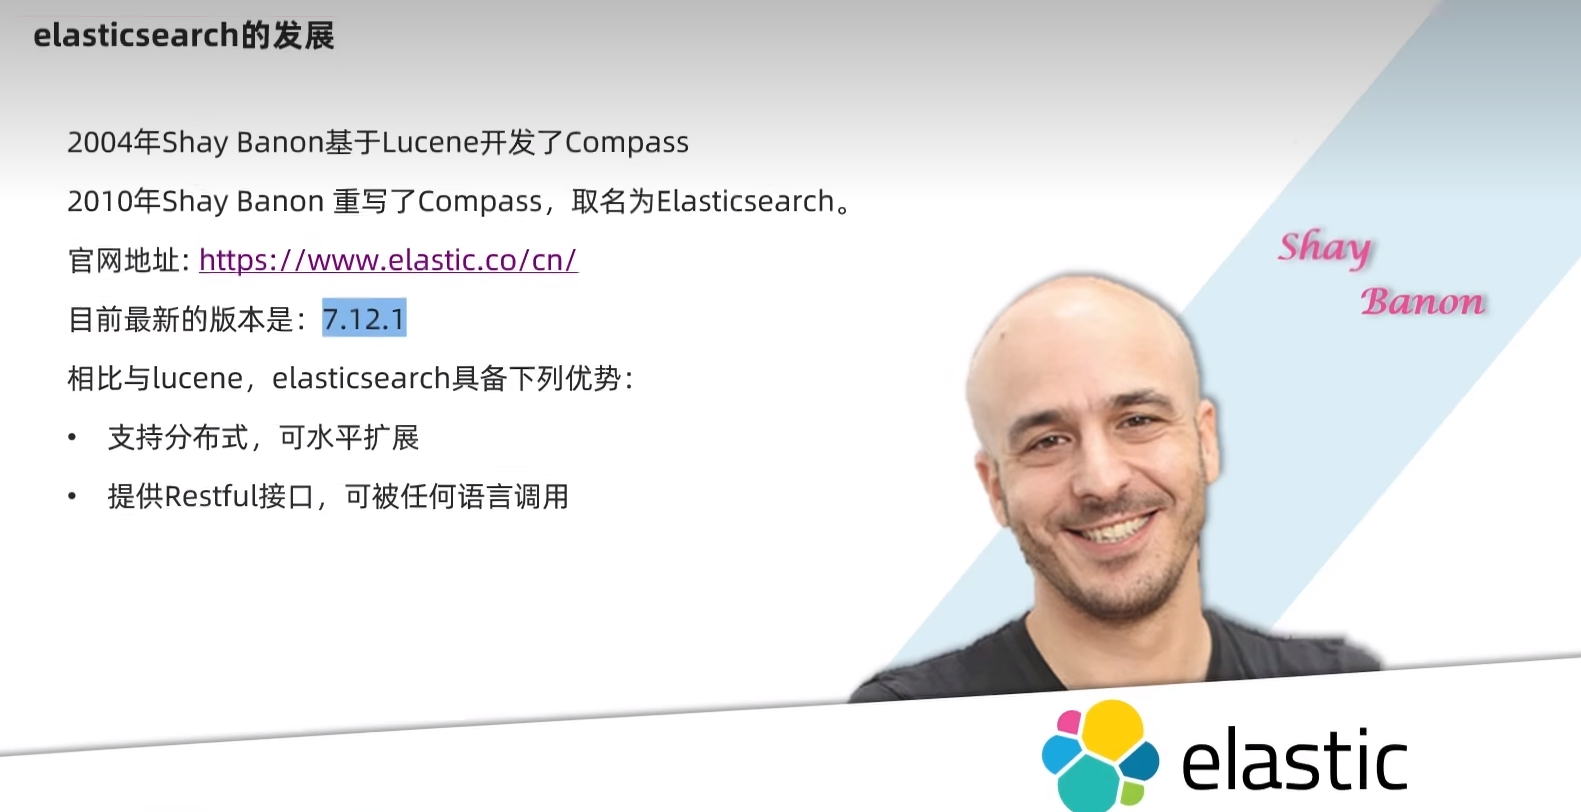 elasticsearch的发展
2004年Shay Banon基于Lucene开发了Compass
2010年Shay Banon 重写了Compass，取名为Elasticsearch。
官网地址: https://www.elastic.co/cn/
目前最新的版本是：7.12.1
相比与lucene，elasticsearch具备下列优势：
• 支持分布式，可水平扩展
• 提供Restful接口，可被任何语言调用
Shay
Banon
elastic